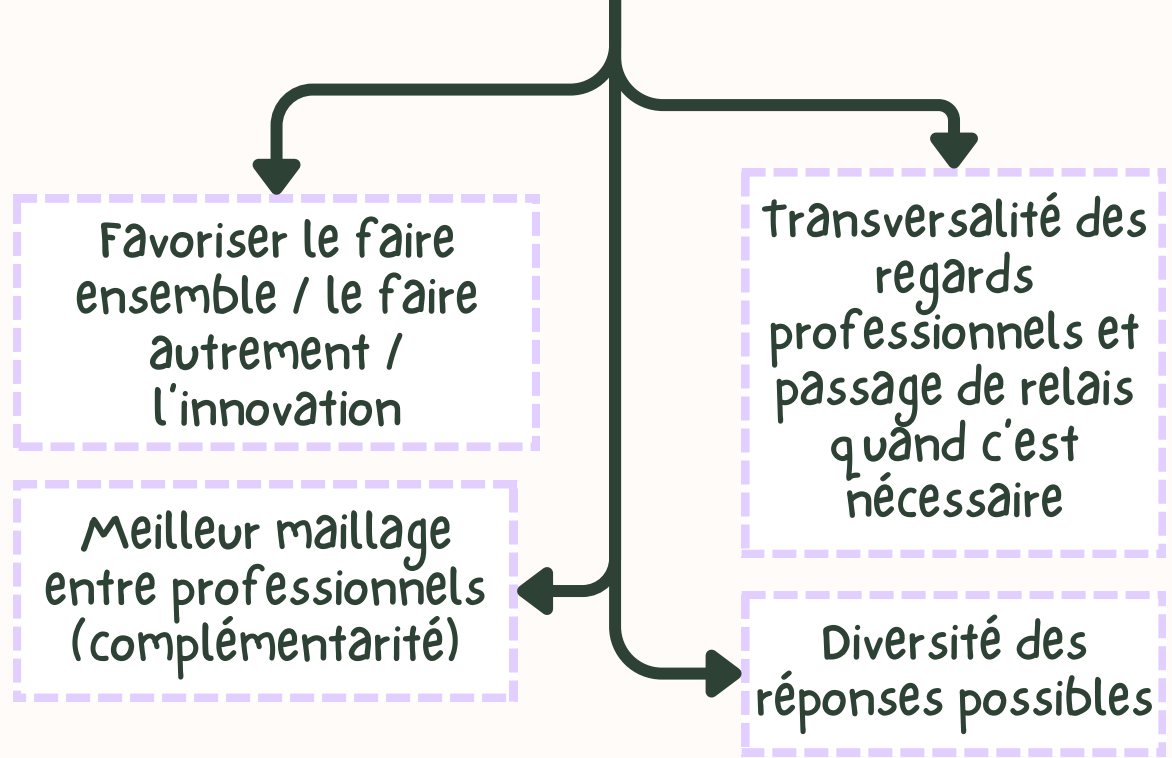 Favoriser le faire
ensemble / le faire
autrement /
l'innovation
Transversalité des
regards
professionnels et
passage de relais
quand c'est
nécessaire
Meilleur maillage
entre professionnels
(complémentarité)
Diversité des
réponses possibles